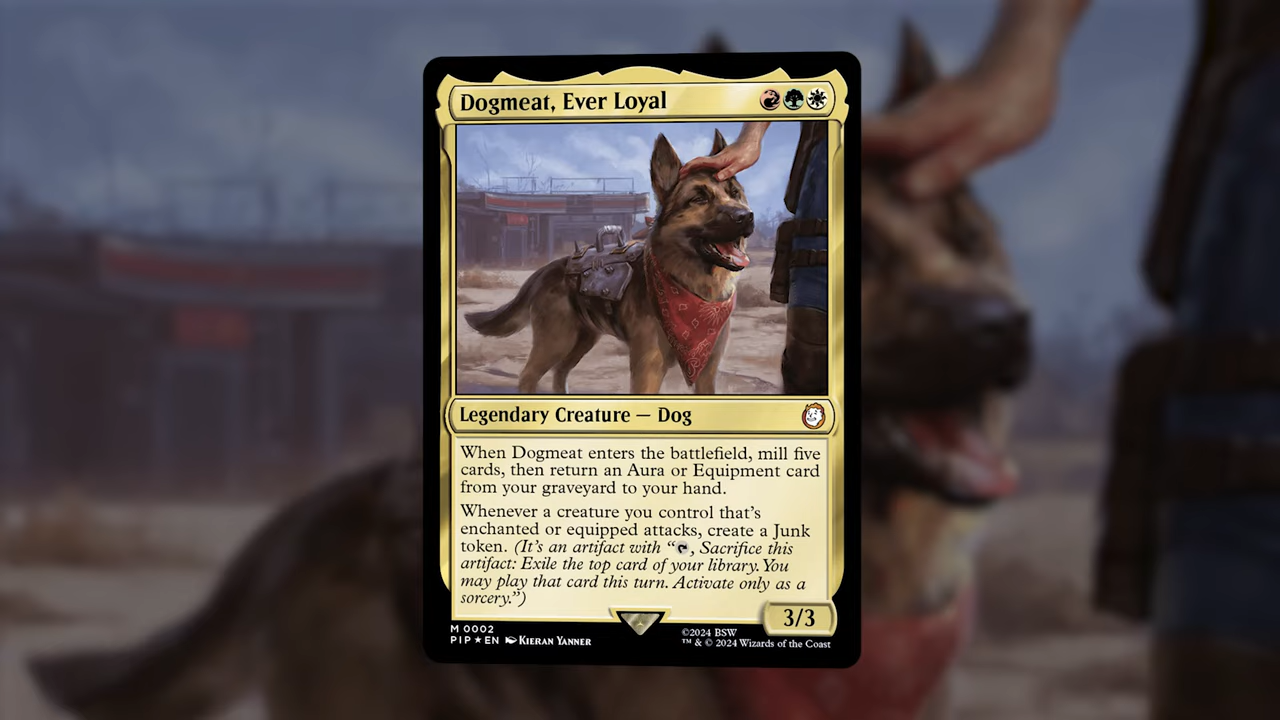 Dogmeat, Ever Loyal
Legendary Creature — Dog
When Dogmeat enters the battlefield, mill five
cards, then return an Aura or Equipment card
from your graveyard to your hand.
Whenever a creature you control that's
enchanted or equipped attacks, create a Junk
token. (It's an artifact with “, Sacrifice this
artifact: Exile the top card of your library. You
may play that card this turn. Activate only as a
sorcery.”)
3/3
M 0002
PIP★EN KIERAN YANNER
©2024 BSW
™ & © 2024 Wizards of the Coast